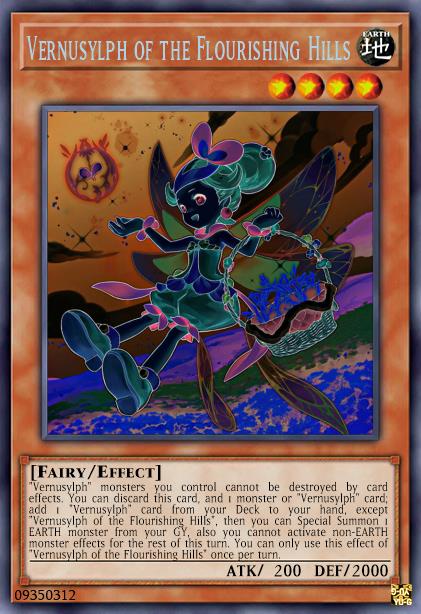 Vernusylph of the Flourishing Hills
EARTH
地
[Fairy/Effect]
"Vernusylph" monsters you control cannot be destroyed by card
effects. You can discard this card, and 1 monster or "Vernusylph" card;
add 1 "Vernusylph" card from your Deck to your hand, except
"Vernusylph of the Flourishing Hills", then you can Special Summon 1
EARTH monster from your GY, also you cannot activate non-EARTH
monster effects for the rest of this turn. You can only use this effect of
"Vernusylph of the Flourishing Hills" once per turn.
ATK/ 200 DEF/2000
09350312